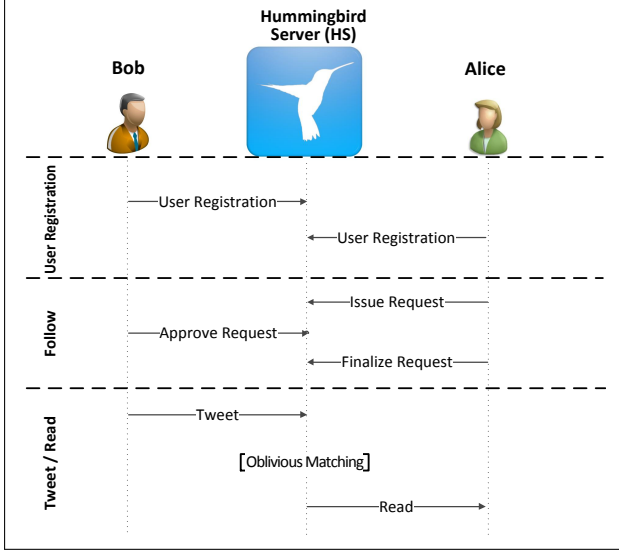 Hummingbird
Server (HS)
Bob
Alice
User Registration
User Registration
User Registration
Follow
Issue Request
Approve Request
Finalize Request
Tweet / Read
Tweet
[Oblivious Matching]
Read